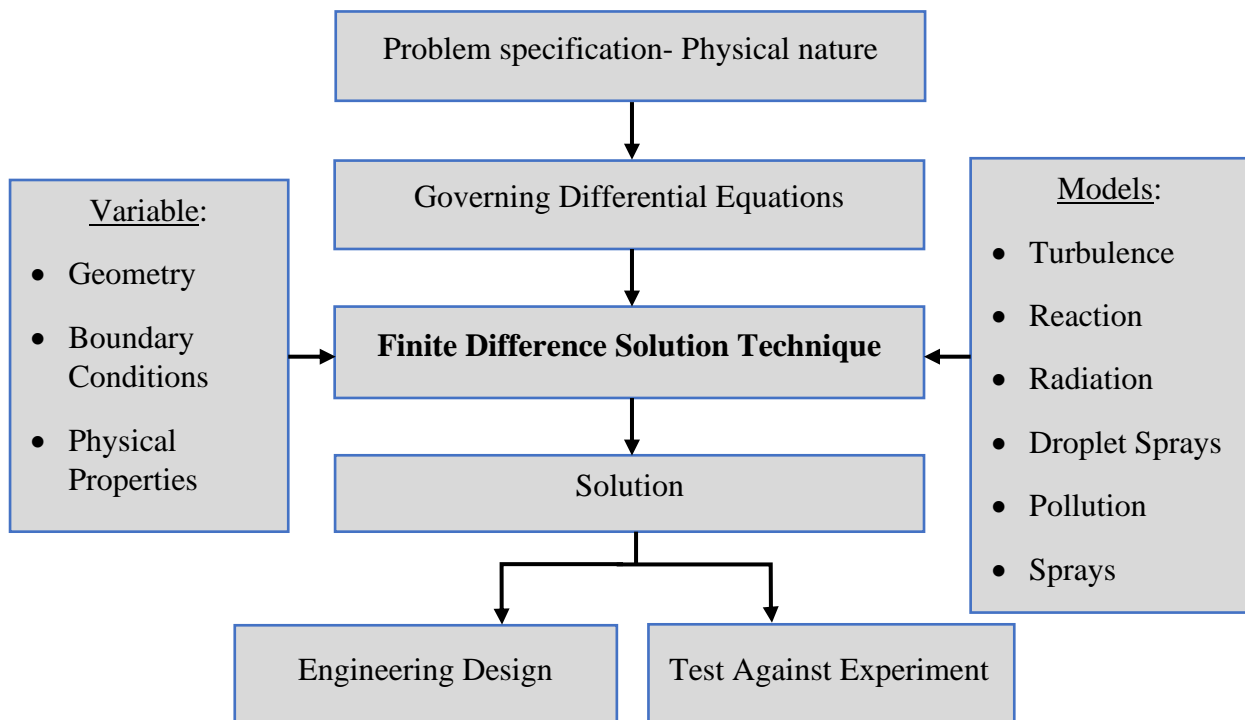 Problem specification- Physical nature
Governing Differential Equations
Variable:
• Geometry
• Boundary
Conditions
• Physical
Properties
Finite Difference Solution Technique
Models:
• Turbulence
• Reaction
• Radiation
• Droplet Sprays
• Pollution
• Sprays
Solution
Engineering Design
Test Against Experiment